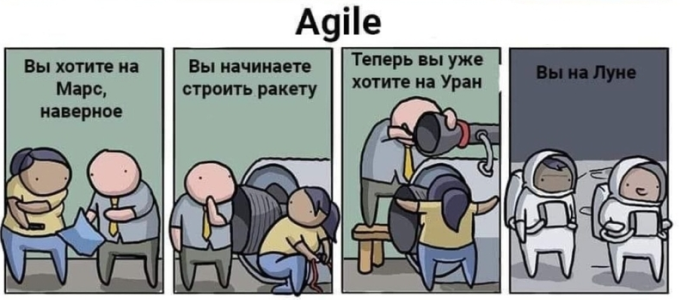 Agile
Вы хотите на
Марс,
наверное
Вы начинаете
строить ракету
Теперь вы уже
хотите на Уран
Вы на Луне